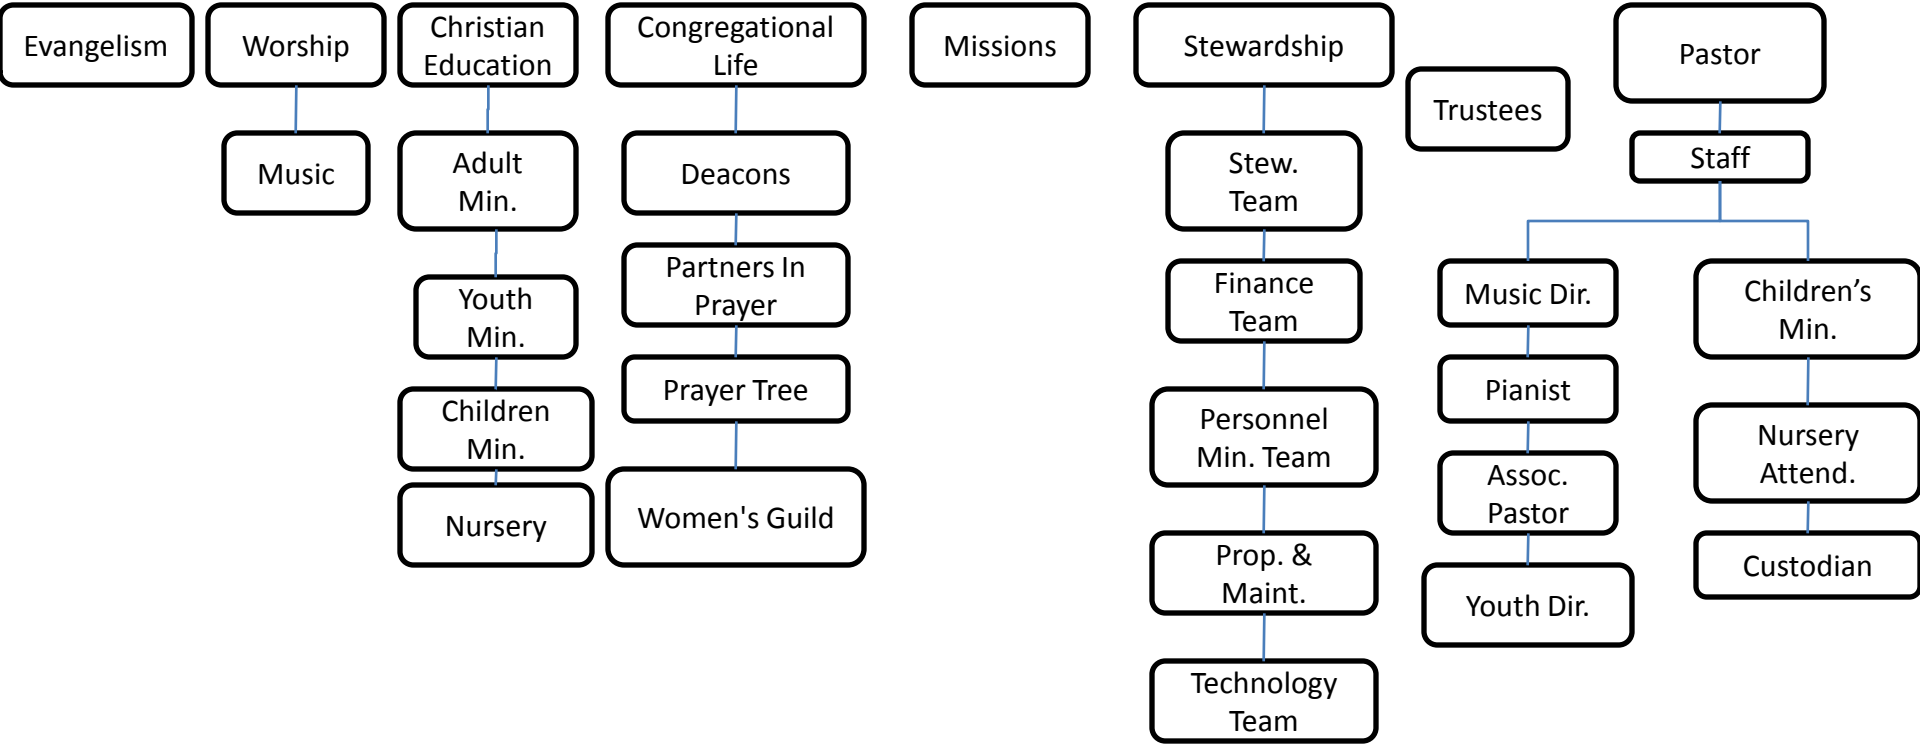 Evangelism
Worship
Christian
Education
Congregational
Life
Missions
Stewardship
Pastor
Trustees
Staff
Music
Adult
Min.
Youth
Min.
Children
Min.
Nursery
Deacons
Partners In
Prayer
Prayer Tree
Women's Guild
Stew.
Team
Finance
Team
Personnel
Min. Team
Prop. &
Maint.
Technology
Team
Music Dir.
Pianist
Assoc.
Pastor
Youth Dir.
Children’s
Min.
Nursery
Attend.
Custodian